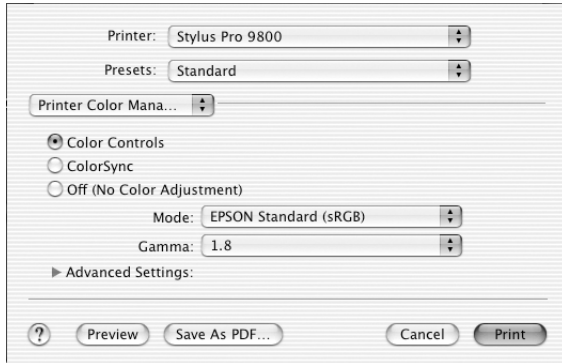 Printer: Stylus Pro 9800
Presets: Standard
Printer Color Mana...
Color Controls
ColorSync
Off (No Color Adjustment)
Mode: EPSON Standard (sRGB)
Gamma: 1.8
Advanced Settings:
? Preview Save As PDF... Cancel Print